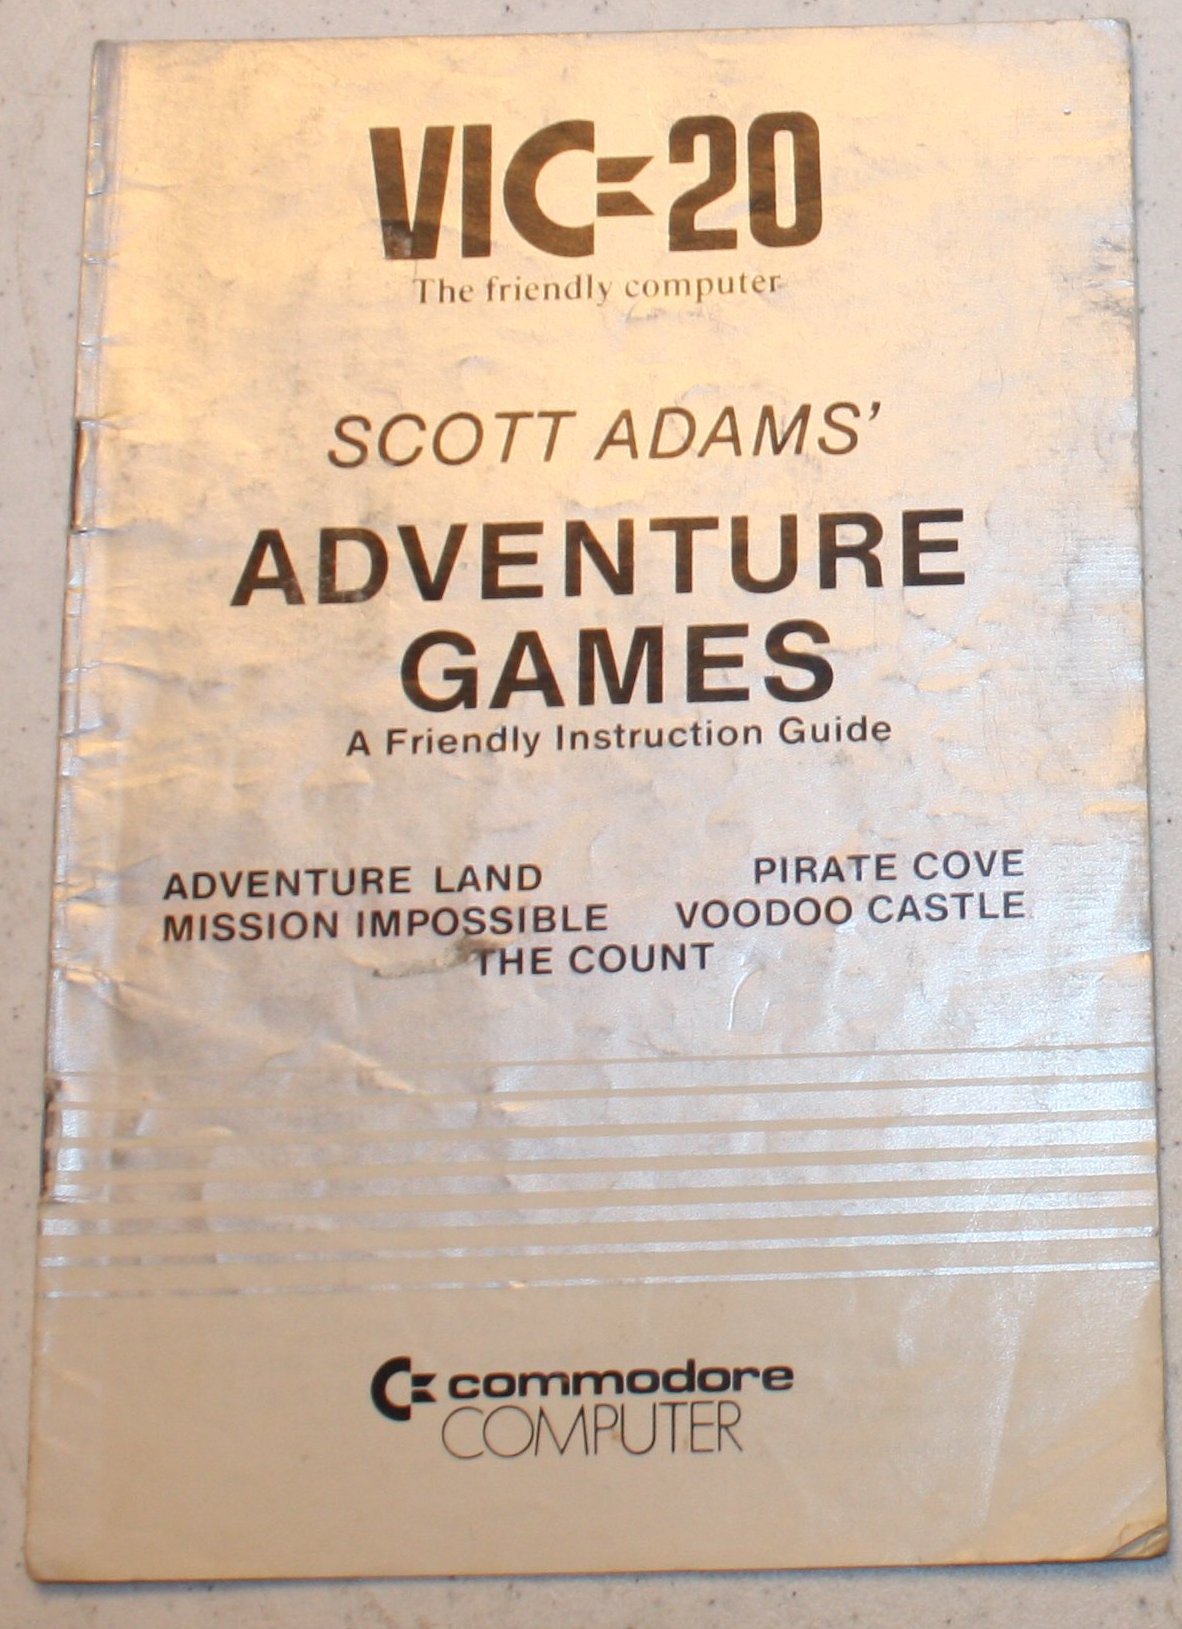 VIC-20
The friendly computer
SCOTT ADAMS'
ADVENTURE
GAMES
A Friendly Instruction Guide
ADVENTURE LAND PIRATE COVE
MISSION IMPOSSIBLE VOODOO CASTLE
THE COUNT
commodore
COMPUTER